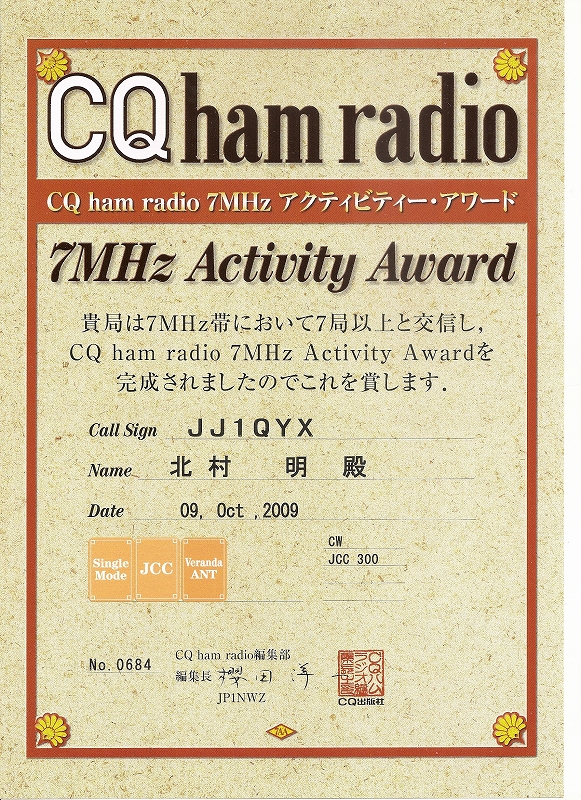 CQ ham radio
CQ ham radio 7MHz アクティビティー・アワード
7MHz Activity Award
貴局は7MHz帯において7局以上と交信し,
CQ ham radio 7MHz Activity Awardを
完成されましたのでこれを賞します.
Call Sign JJ1QYX
Name 北村 明 殿
Date 09, Oct ,2009
Single
Mode
JCC
Veranda
ANT
CW
JCC 300
No.0684
CQ ham radio編集部
編集長 櫻田洋一
JP1NWZ
CQ出版社